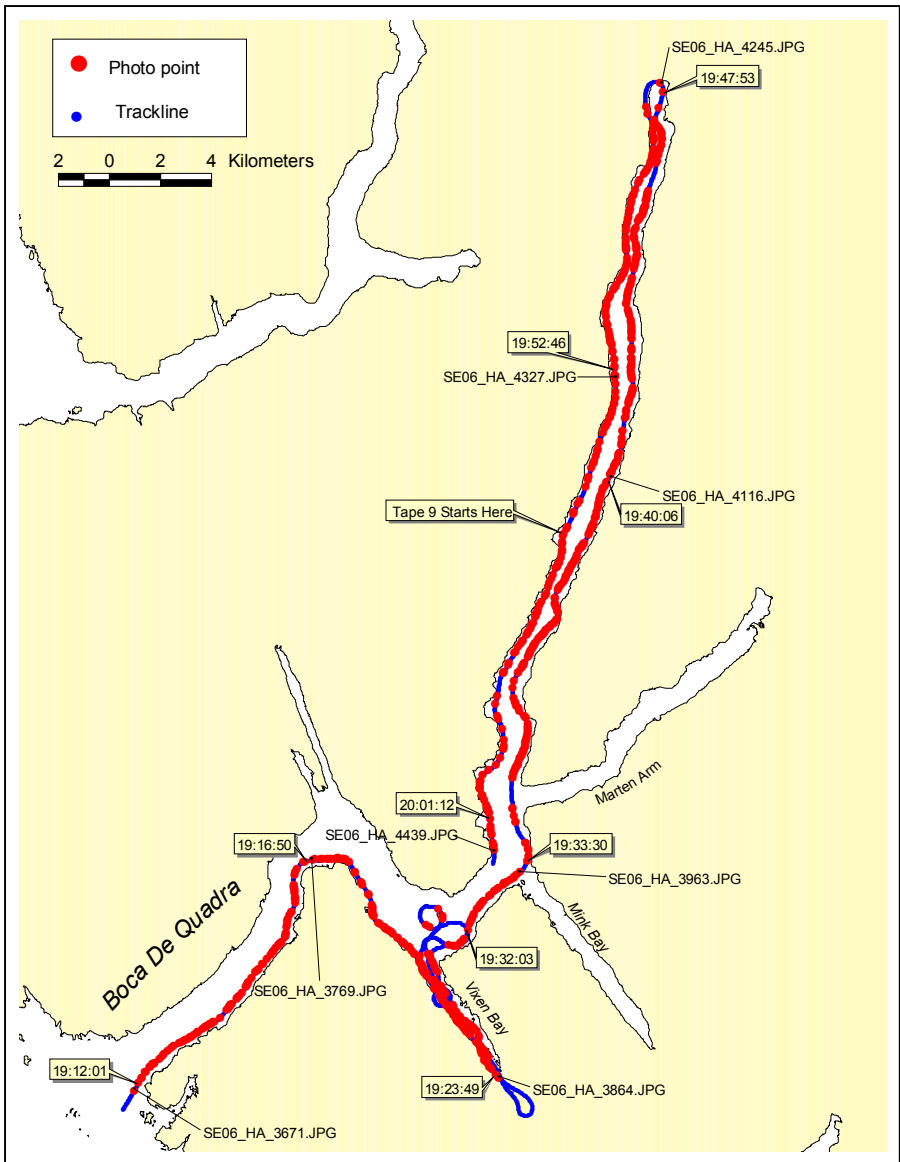 SE06_HA_4245.JPG
19:47:53
Photo point
Trackline
2 0 2 4 Kilometers
19:52:46
SE06_HA_4327.JPG
SE06_HA_4116.JPG
Tape 9 Starts Here
19:40:06
Marten Arm
20:01:12
SE06_HA_4439.JPG
19:16:50
19:33:30
SE06_HA_3963.JPG
Boca De Quadra
Mink Bay
19:32:03
SE06_HA_3769.JPG
Vixen Bay
19:12:01
19:23:49
SE06_HA_3864.JPG
SE06_HA_3671.JPG